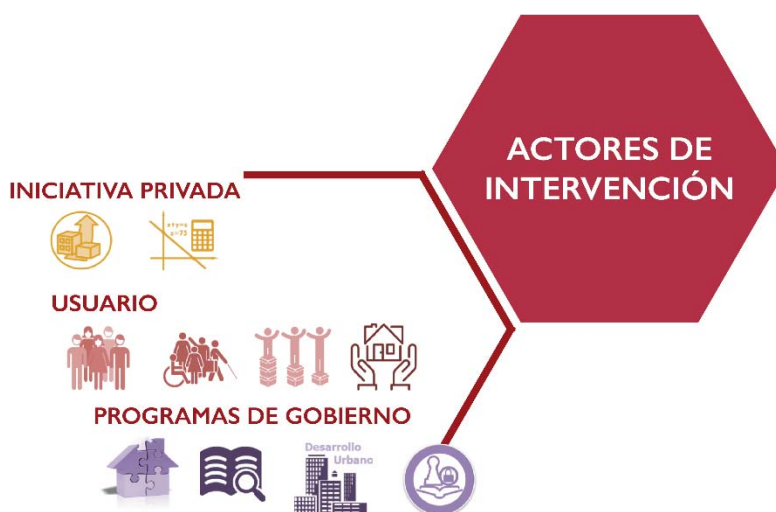 ACTORES DE
INTERVENCIÓN
INICIATIVA PRIVADA
USUARIO
PROGRAMAS DE GOBIERNO
Desarrollo
Urbano